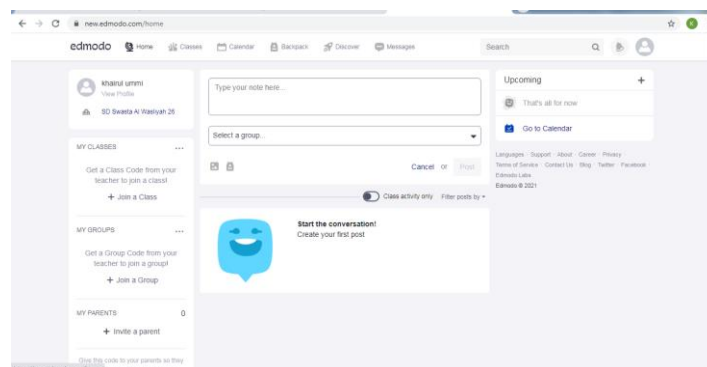 new.edmodo.com/home
K
edmodo Home Classes Calendar Backpack Discover Messages Search
khairul ummi
View Profile
SD Swasta Al Wasliyah 26
MY CLASSES ...
Get a Class Code from your
teacher to join a class!
+ Join a Class
MY GROUPS ...
Get a Group Code from your
teacher to join a group!
+ Join a Group
MY PARENTS 0
+ Invite a parent
Give this code to your parents so they
Type your note here...
Select a group...
Cancel or Post
Class activity only Filter posts by
Start the conversation!
Create your first post
Upcoming +
That's all for now
Go to Calendar
Languages · Support · About · Career · Privacy ·
Terms of Service · Contact Us · Blog · Twitter · Facebook ·
Edmodo Labs
Edmodo © 2021